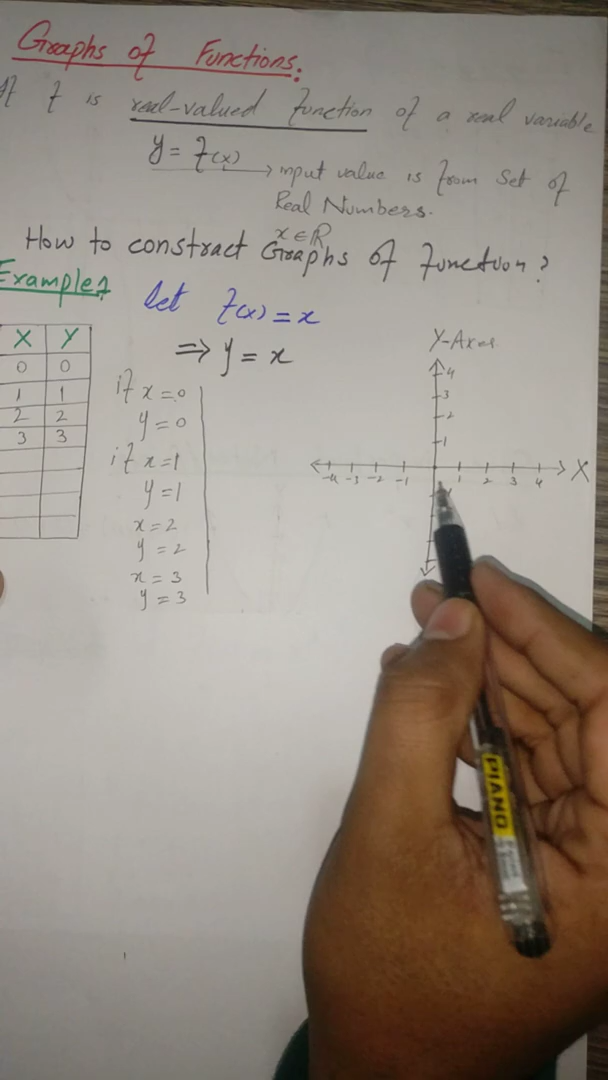 Graphs of Functions.
If f is real-valued function of a real variable
y = f(x) → input value is from Set of
Real Numbers.
x ∈ ℝ
How to constract Graphs of function?
Example
let f(x) = x
⇒ y = x
X Y
0 0
1 1
2 2
3 3
if x = 0
y = 0
if x = 1
y = 1
x = 2
y = 2
x = 3
y = 3
Y-Axes
4
3
2
1
-4 -3 -2 -1 1 2 3 4 X
PIANO